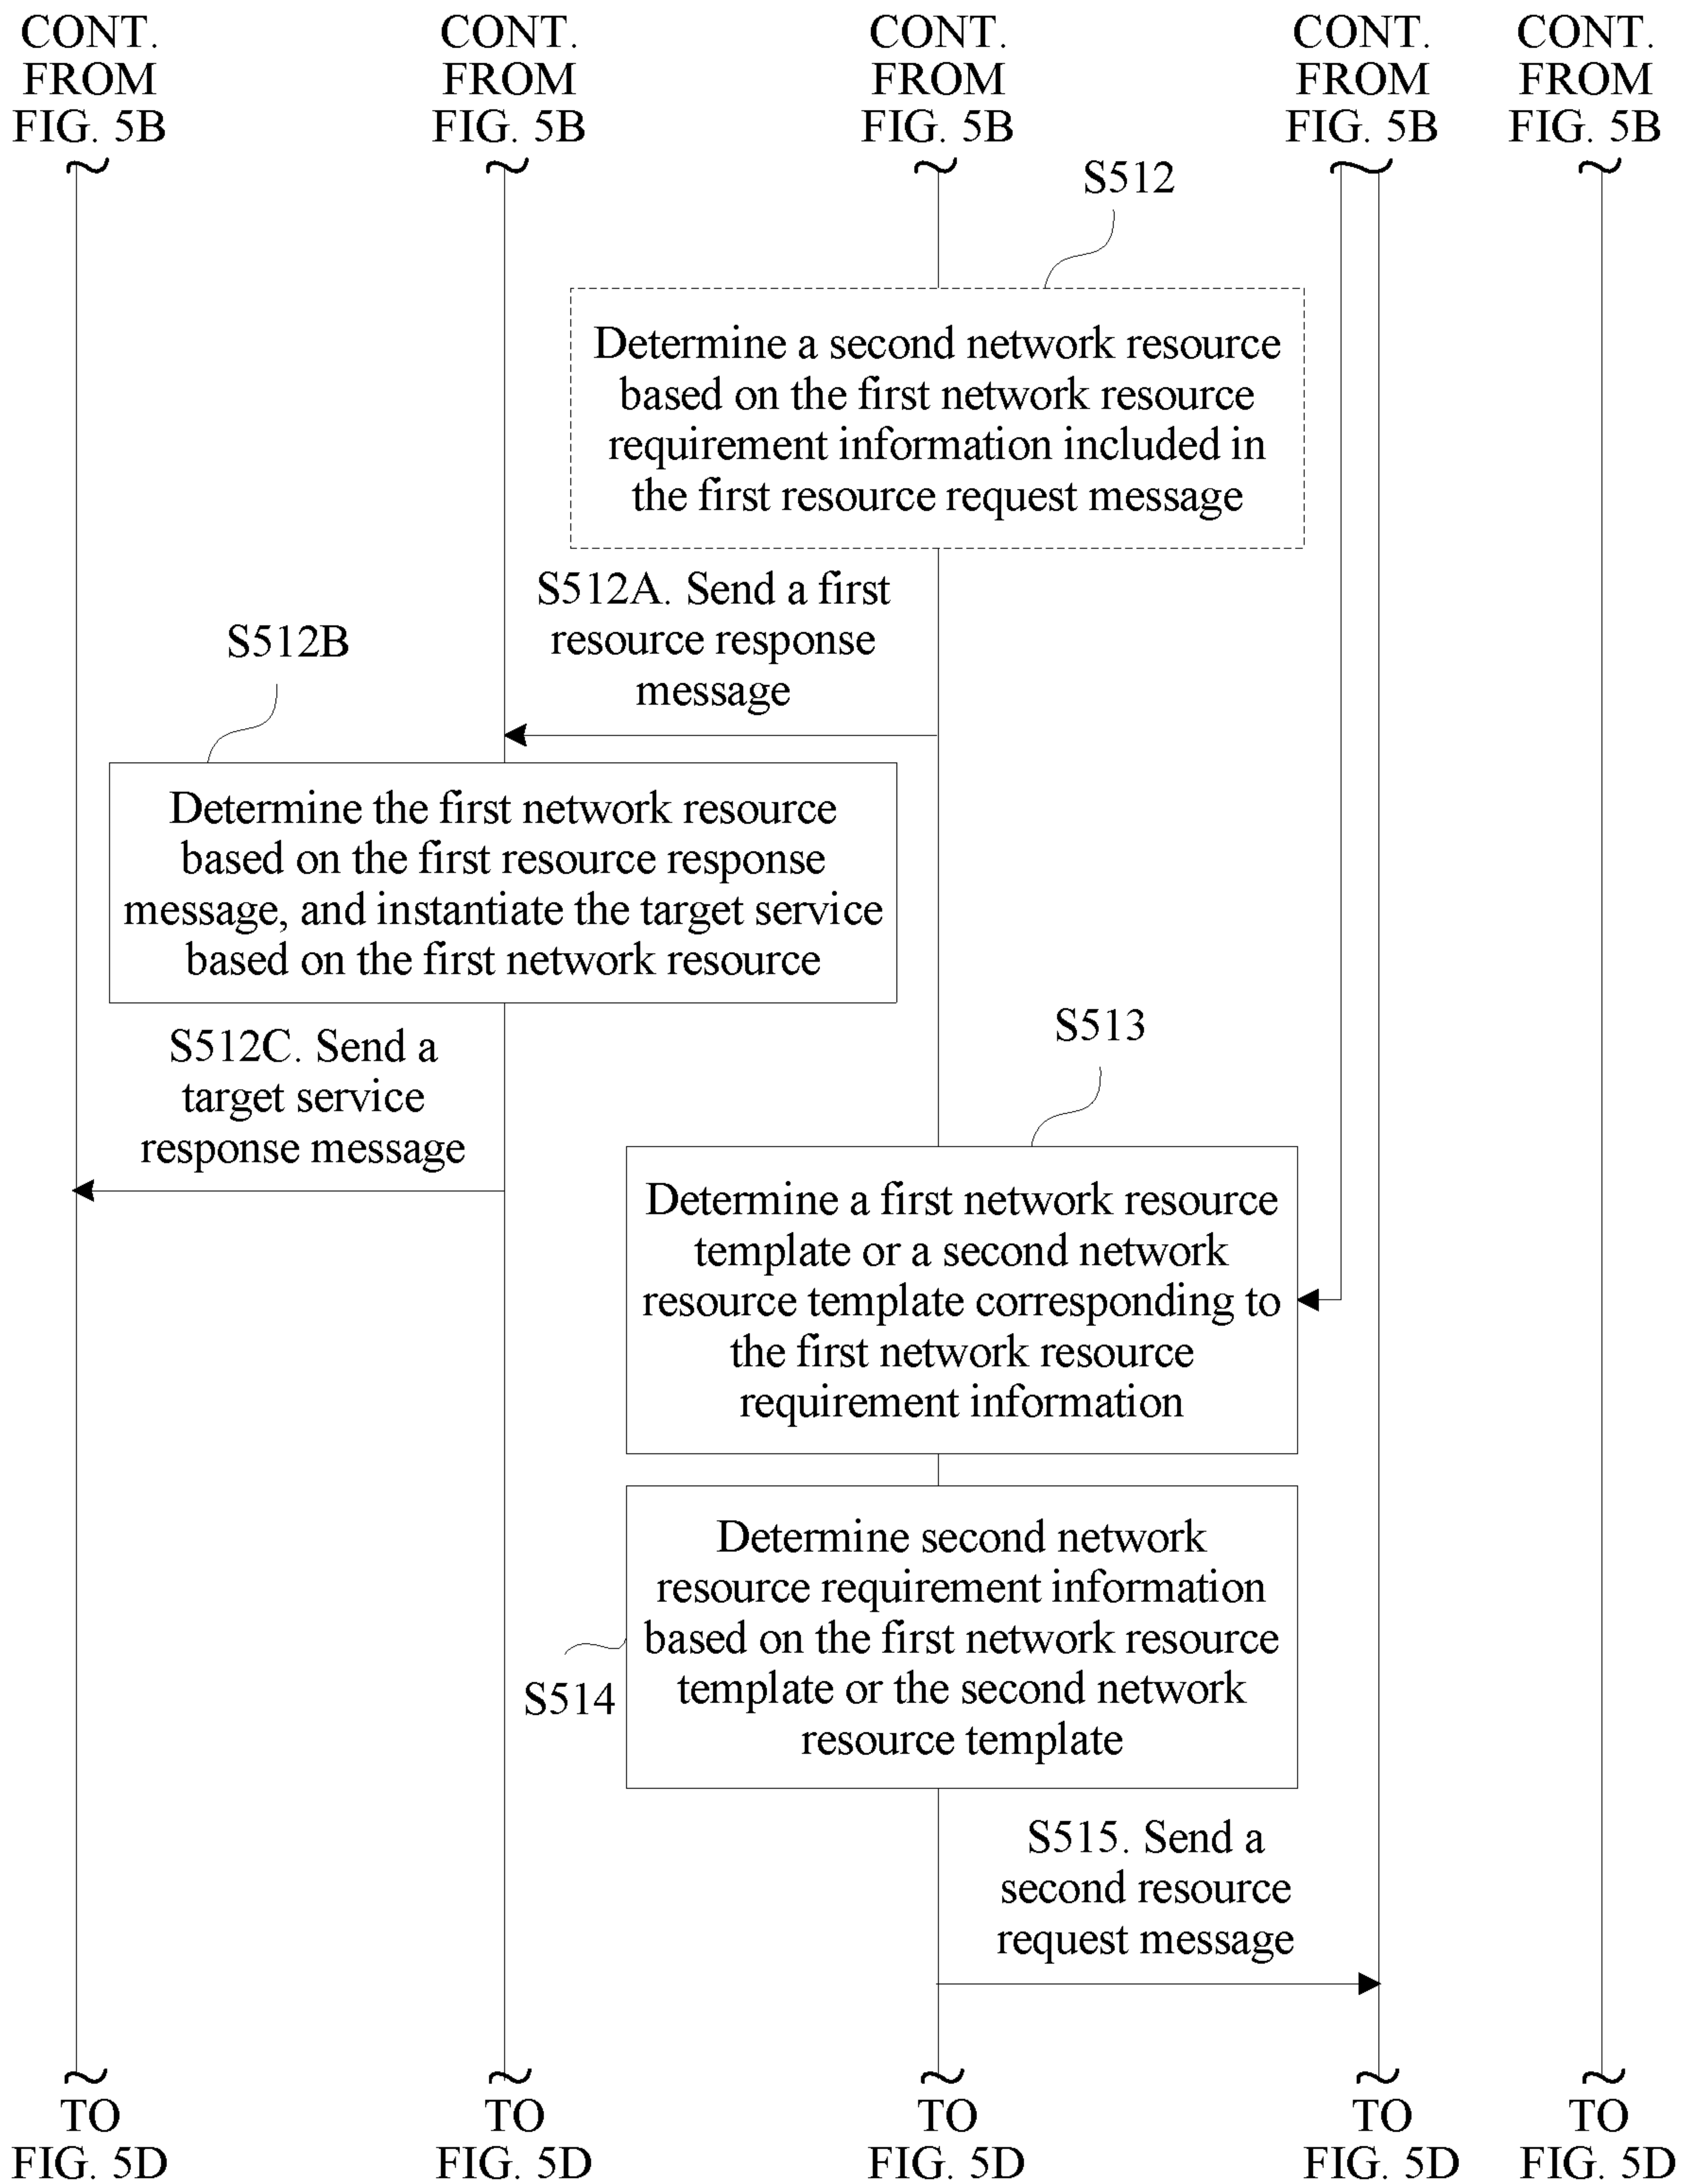 CONT.
FROM
FIG. 5B
CONT.
FROM
FIG. 5B
CONT.
FROM
FIG. 5B
CONT.
FROM
FIG. 5B
CONT.
FROM
FIG. 5B
S512
Determine a second network resource
based on the first network resource
requirement information included in
the first resource request message
S512A. Send a first
resource response
message
S512B
Determine the first network resource
based on the first resource response
message, and instantiate the target service
based on the first network resource
S512C. Send a
target service
response message
S513
Determine a first network resource
template or a second network
resource template corresponding to
the first network resource
requirement information
Determine second network
resource requirement information
based on the first network resource
template or the second network
resource template
S514
S515. Send a
second resource
request message
TO
FIG. 5D
TO
FIG. 5D
TO
FIG. 5D
TO
FIG. 5D
TO
FIG. 5D